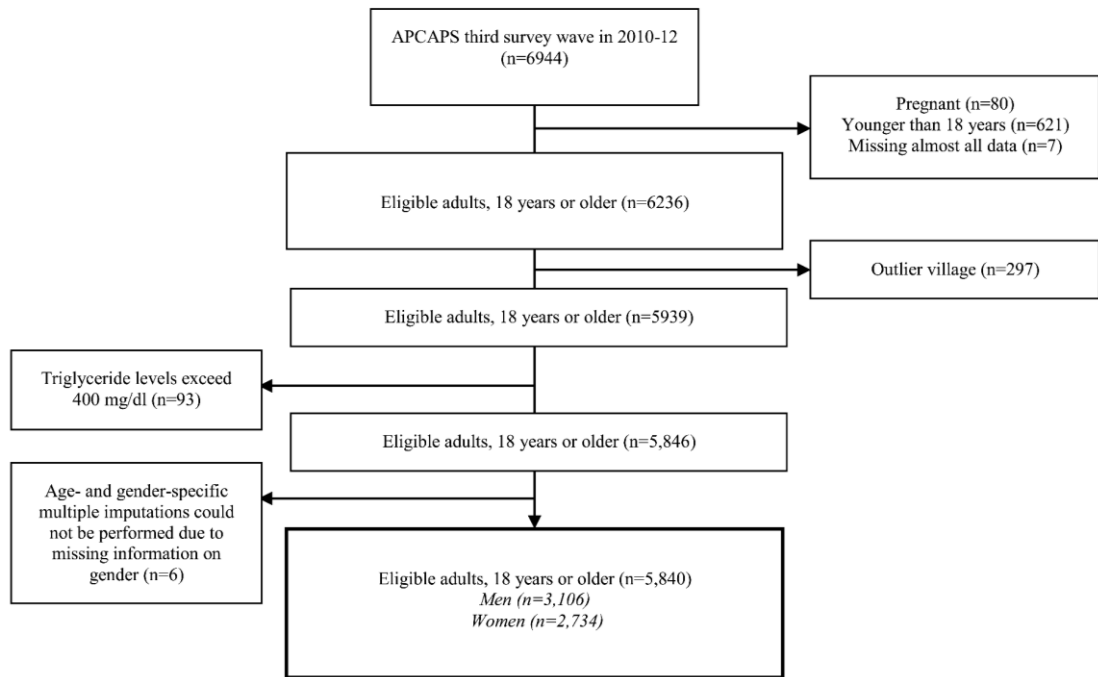 APCAPS third survey wave in 2010-12
(n=6944)
Pregnant (n=80)
Younger than 18 years (n=621)
Missing almost all data (n=7)
Eligible adults, 18 years or older (n=6236)
Outlier village (n=297)
Eligible adults, 18 years or older (n=5939)
Triglyceride levels exceed
400 mg/dl (n=93)
Eligible adults, 18 years or older (n=5,846)
Age- and gender-specific
multiple imputations could
not be performed due to
missing information on
gender (n=6)
Eligible adults, 18 years or older (n=5,840)
Men (n=3,106)
Women (n=2,734)